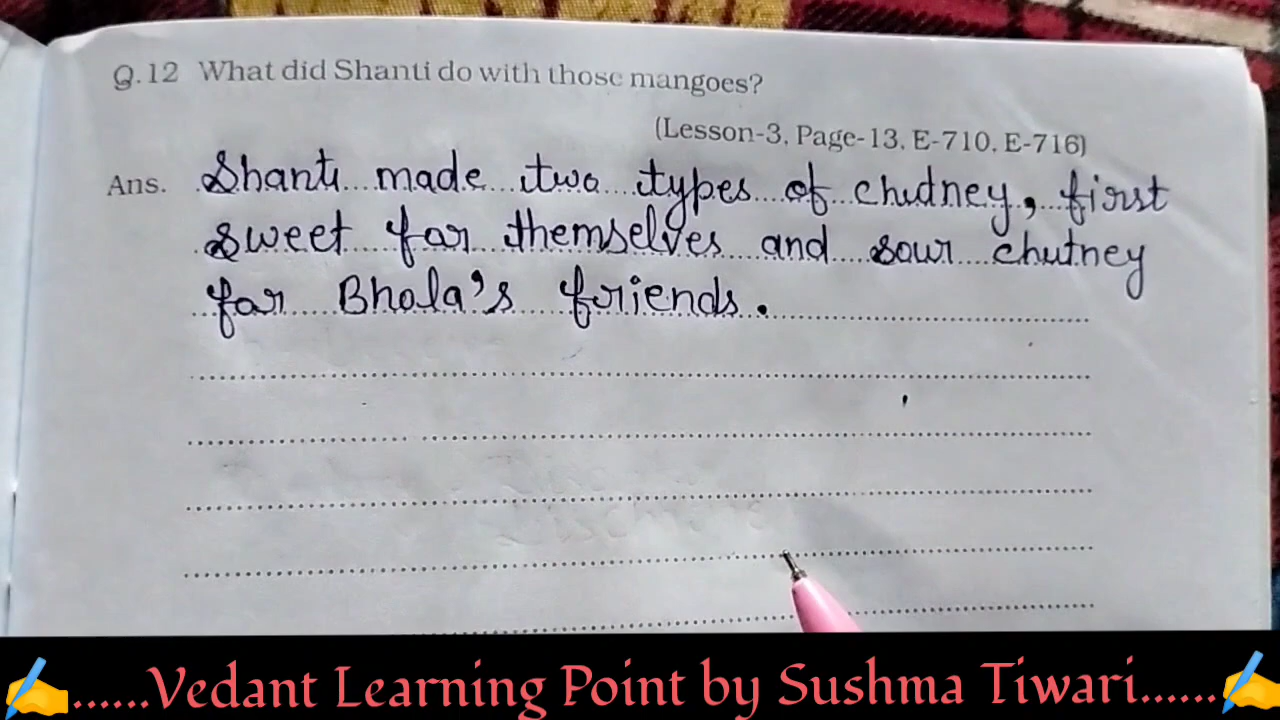 Q.12 What did Shanti do with those mangoes?
(Lesson-3, Page-13, E-710, E-716)
Ans. Shanti made two types of chutney, first
sweet for themselves and sour chutney
for Bhola's friends.
✍......Vedant Learning Point by Sushma Tiwari......✍